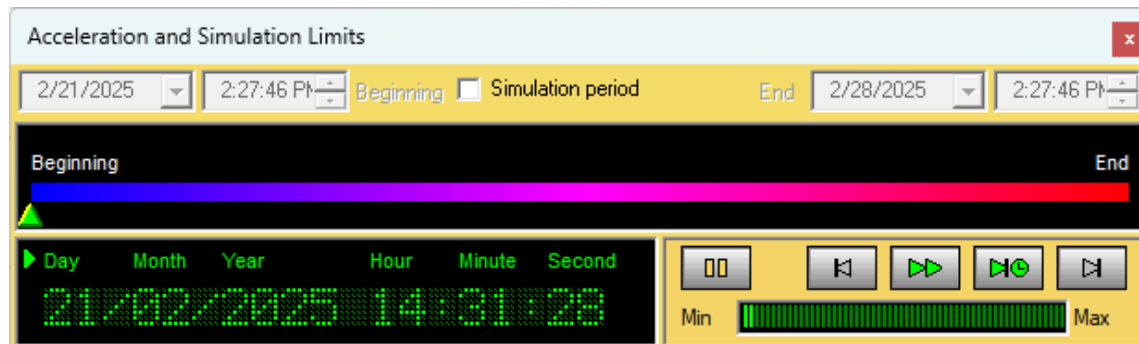 Acceleration and Simulation Limits
x
2/21/2025 2:27:46 PM Beginning Simulation period End 2/28/2025 2:27:46 PM
Beginning End
Day Month Year Hour Minute Second
21/02/2025 14:31:28
Min Max